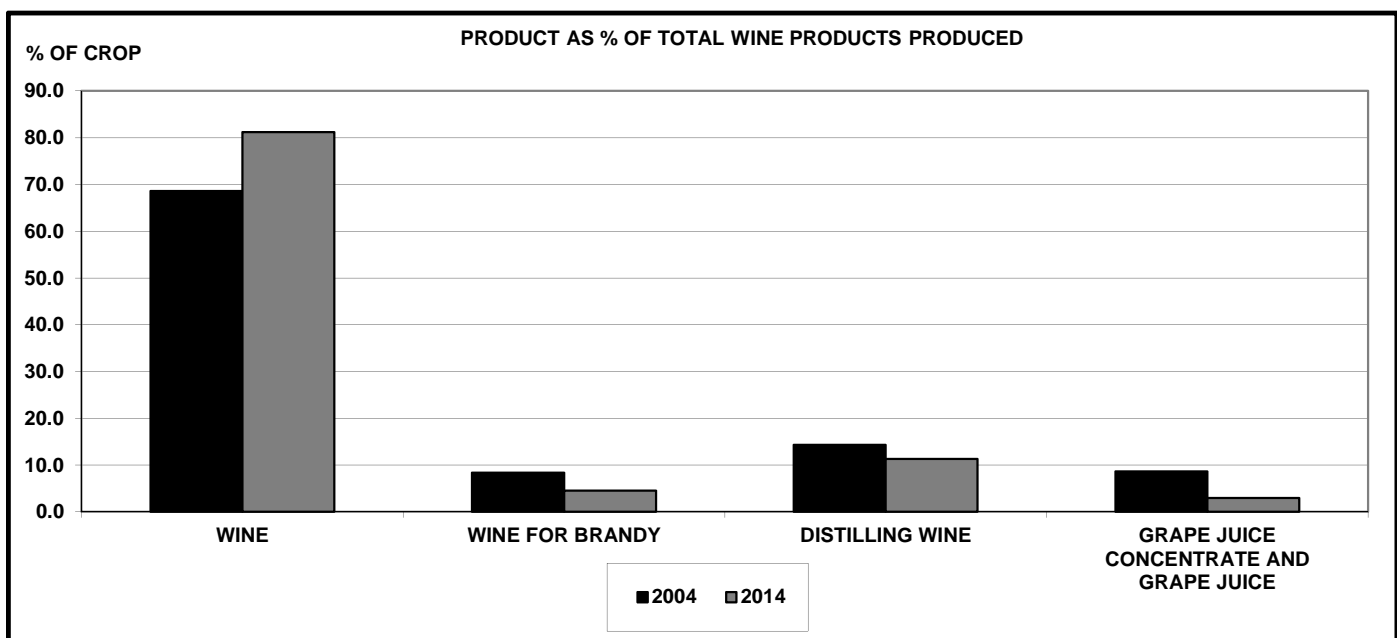 PRODUCT AS % OF TOTAL WINE PRODUCTS PRODUCED
% OF CROP
90.0
80.0
70.0
60.0
50.0
40.0
30.0
20.0
10.0
0.0
WINE
WINE FOR BRANDY
DISTILLING WINE
GRAPE JUICE
CONCENTRATE AND
GRAPE JUICE
2004 2014